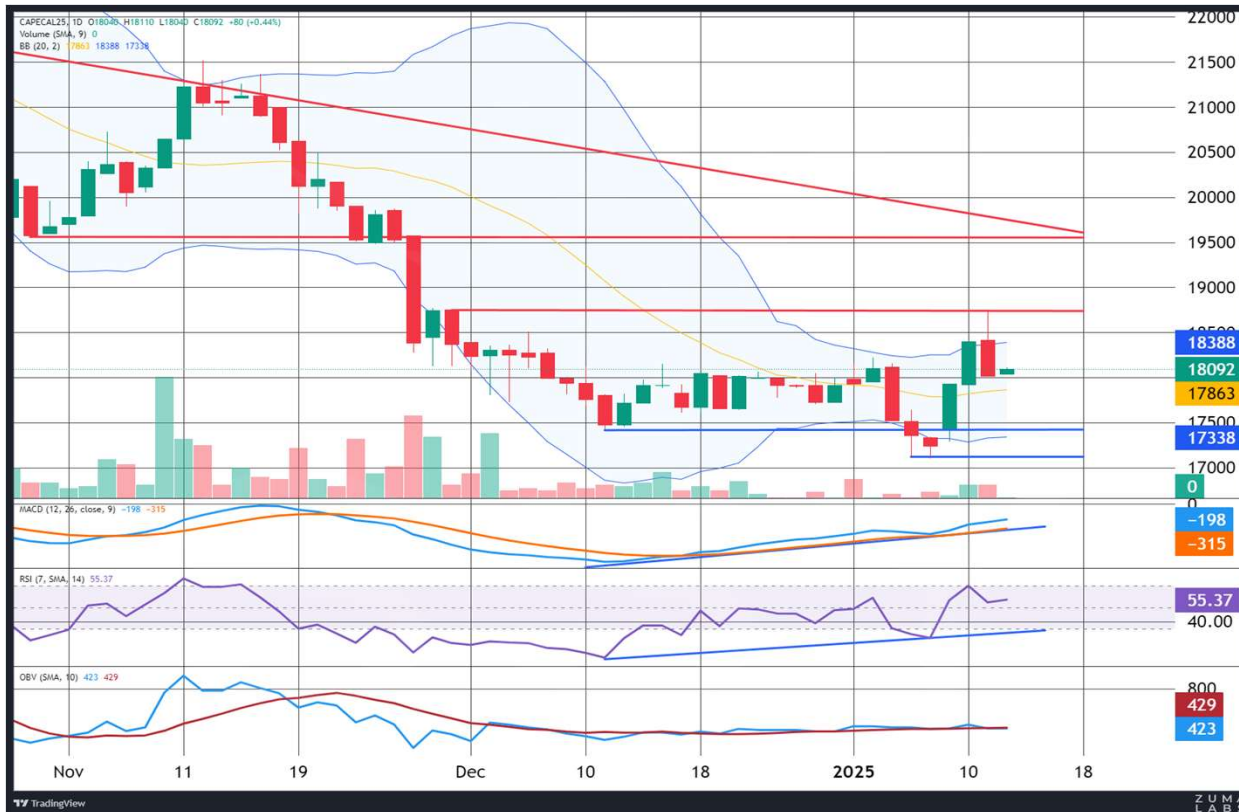 CAPECAL25, 1D O18040 H18110 L18040 C18092 +80 (+0.44%)
Volume (SMA, 9) 0
BB (20, 2) 17863 18388 17338
22000
21500
21000
20500
20000
19500
19000
18500
18388
18092
17863
17500
17338
17000
0
MACD (12, 26, close, 9) −198 −315
0
−198
−315
RSI (7, SMA, 14) 55.37
55.37
40.00
OBV (SMA, 10) 423 429
800
429
423
Nov 11 19 Dec 10 18 2025 10 18
TradingView
ZUMA
LABS